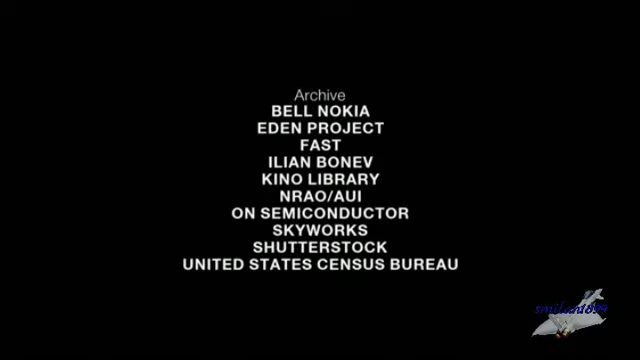 Archive
BELL NOKIA
EDEN PROJECT
FAST
ILIAN BONEV
KINO LIBRARY
NRAO/AUI
ON SEMICONDUCTOR
SKYWORKS
SHUTTERSTOCK
UNITED STATES CENSUS BUREAU
smilan1899